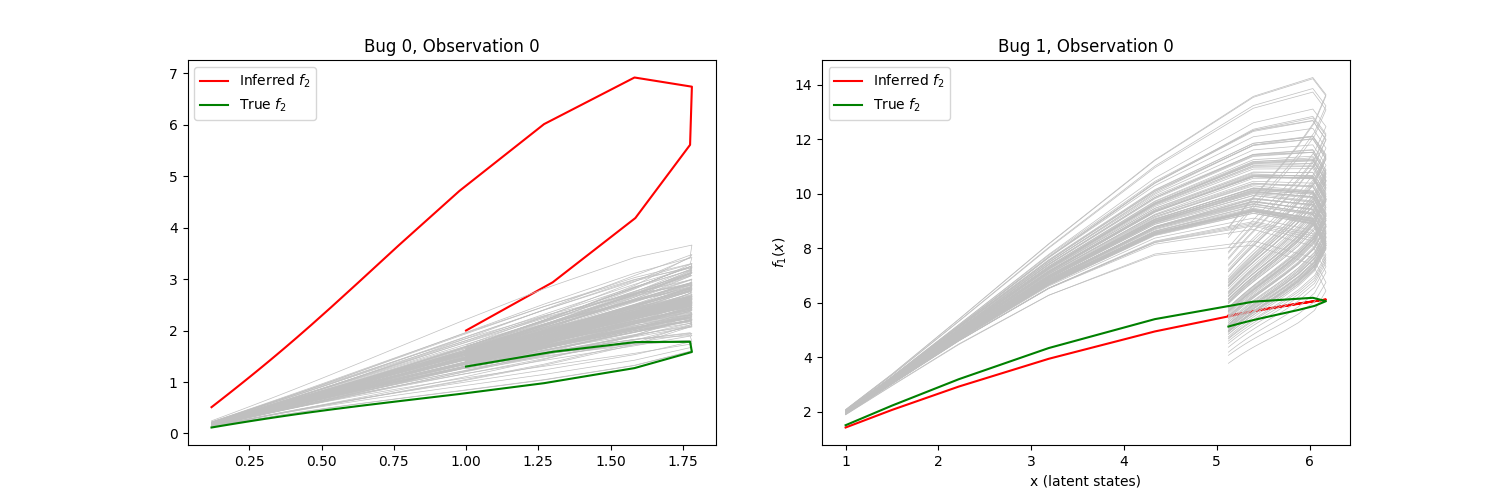 Bug 0, Observation 0
Inferred f₂
True f₂
7
6
5
4
3
2
1
0
0.25 0.50 0.75 1.00 1.25 1.50 1.75
Bug 1, Observation 0
Inferred f₂
True f₂
14
12
10
8
6
4
2
f₁(x)
1 2 3 4 5 6
x (latent states)